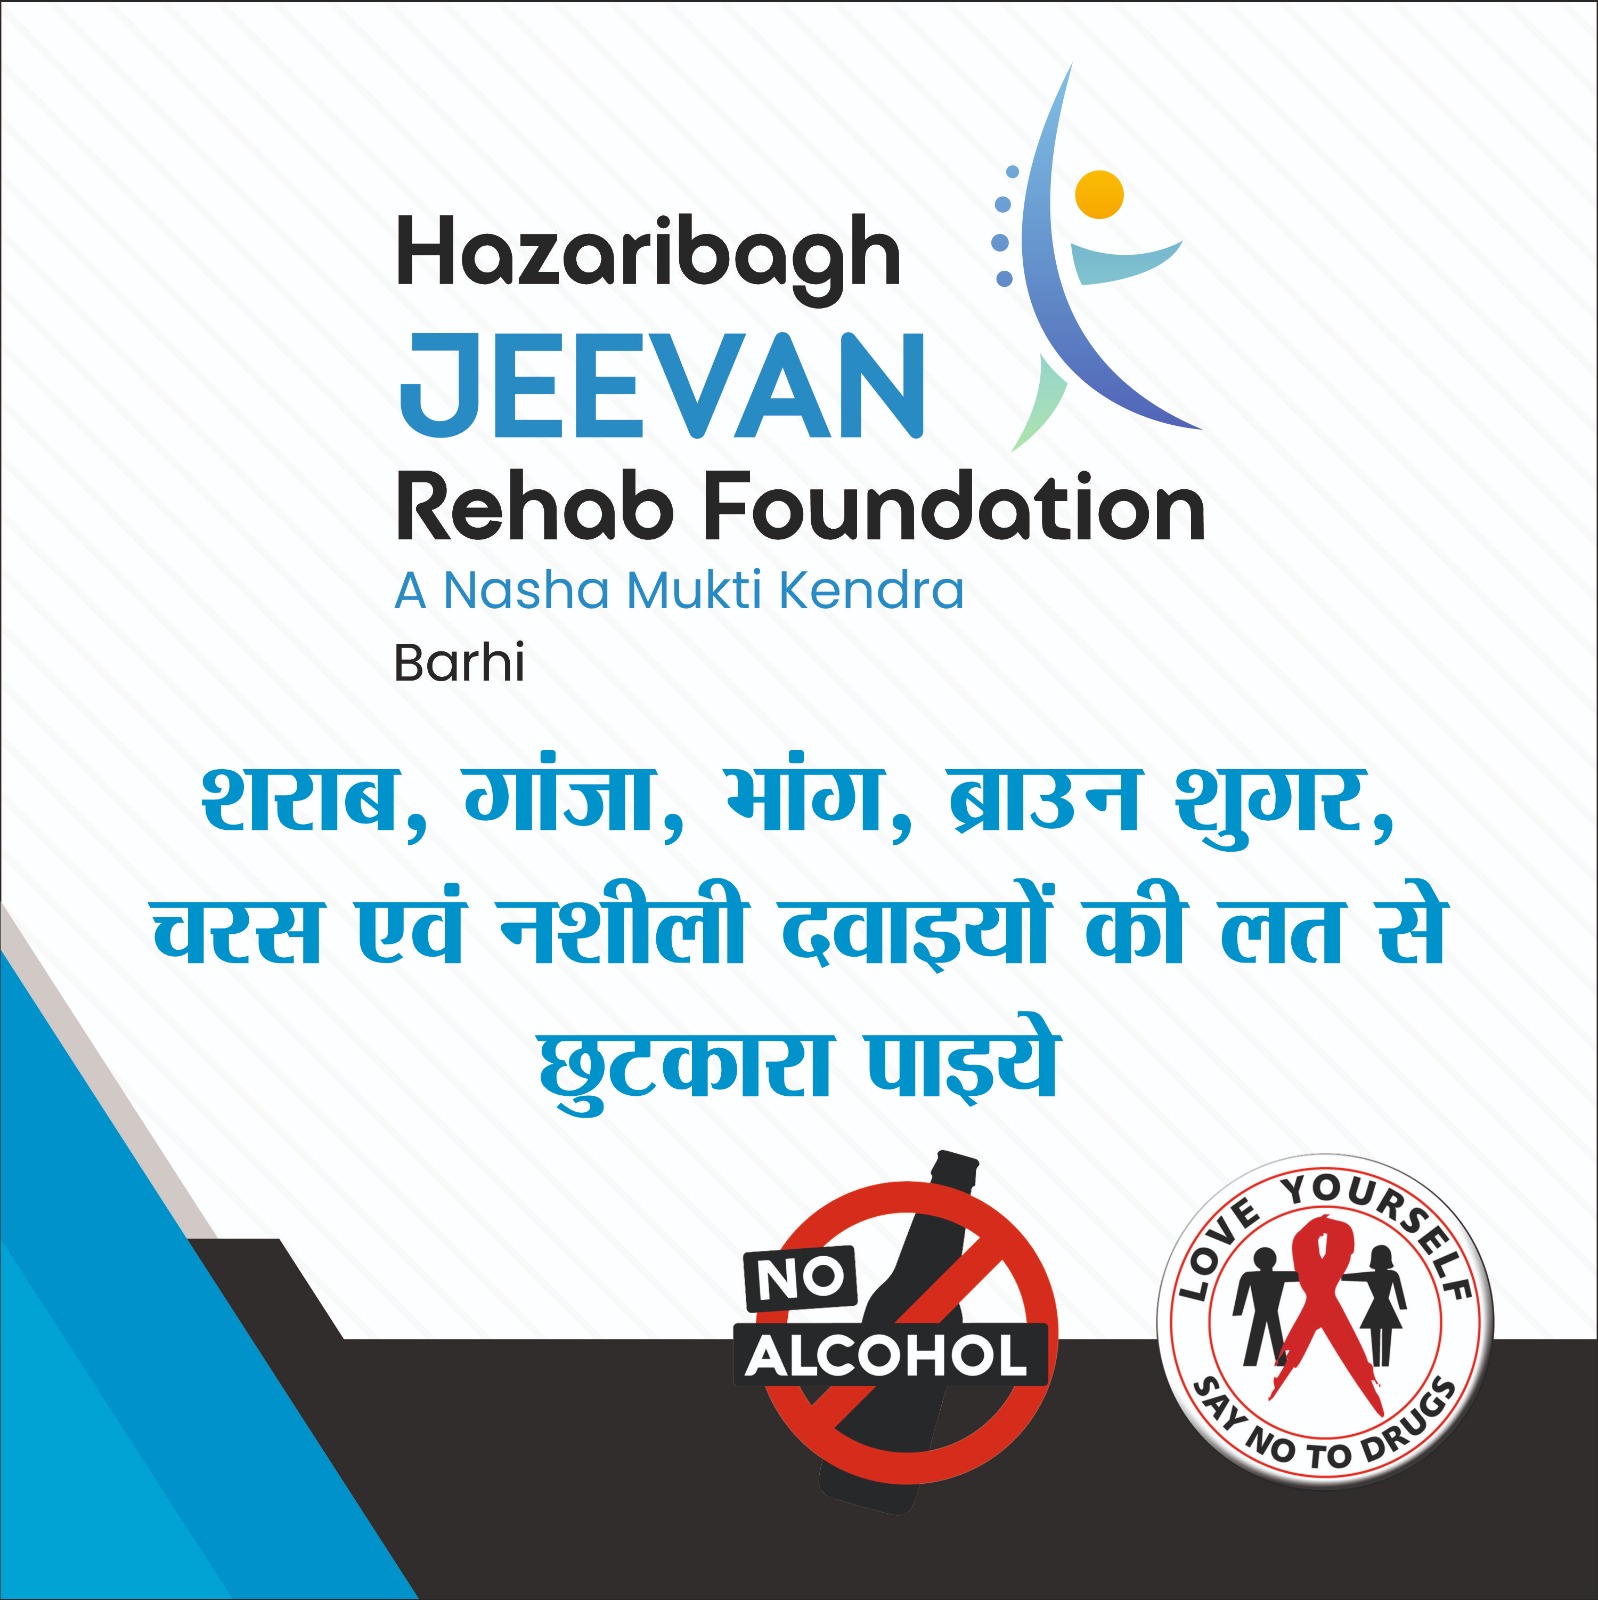 Hazaribagh
JEEVAN
Rehab Foundation
A Nasha Mukti Kendra
Barhi
शराब, गांजा, भांग, ब्राउन शुगर,
चरस एवं नशीली दवाइयों की लत से
छुटकारा पाइये
NO
ALCOHOL
LOVE YOURSELF
SAY NO TO DRUGS